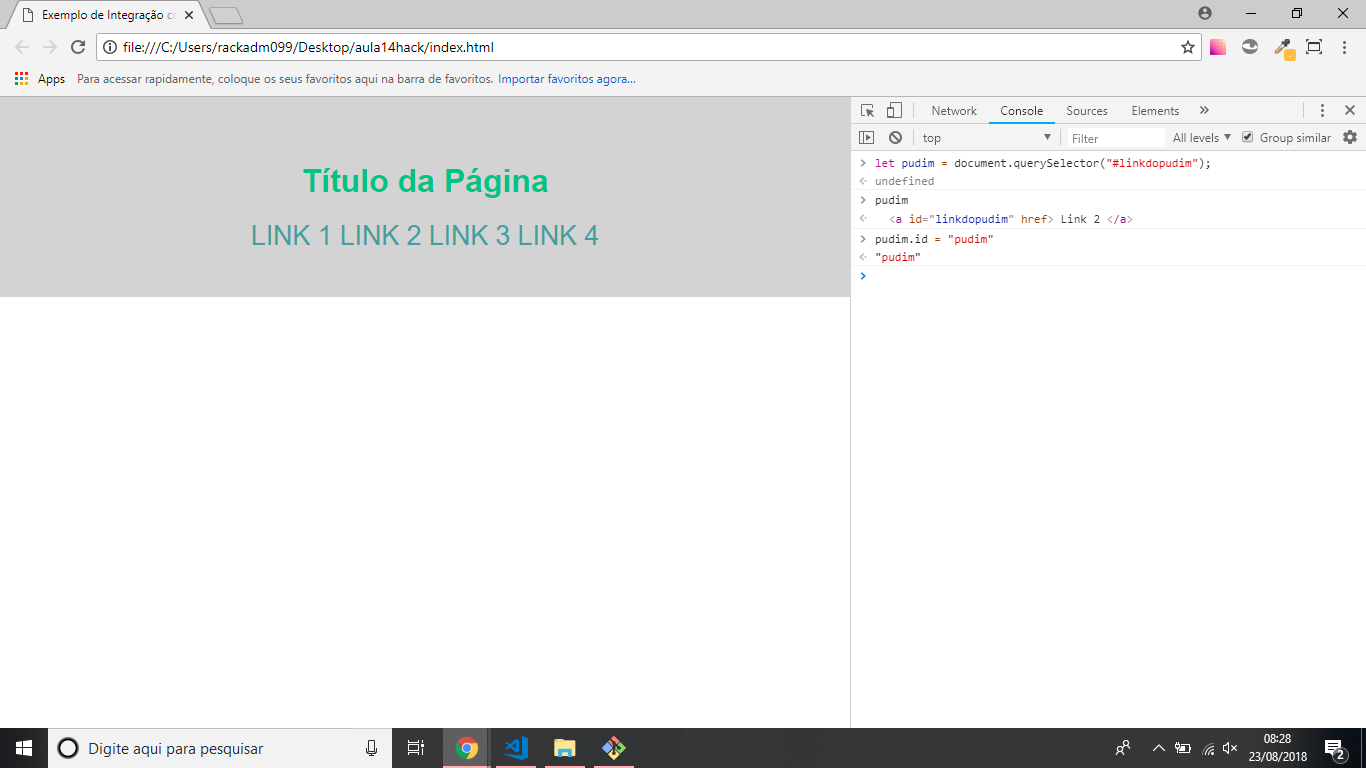 Exemplo de Integração c
file:///C:/Users/rackadm099/Desktop/aula14hack/index.html
Apps Para acessar rapidamente, coloque os seus favoritos aqui na barra de favoritos. Importar favoritos agora...
Título da Página
LINK 1 LINK 2 LINK 3 LINK 4
Network Console Sources Elements »
top Filter All levels Group similar
let pudim = document.querySelector("#linkdopudim");
undefined
pudim
<a id="linkdopudim" href> Link 2 </a>
pudim.id = "pudim"
"pudim"
Digite aqui para pesquisar
08:28
23/08/2018
2